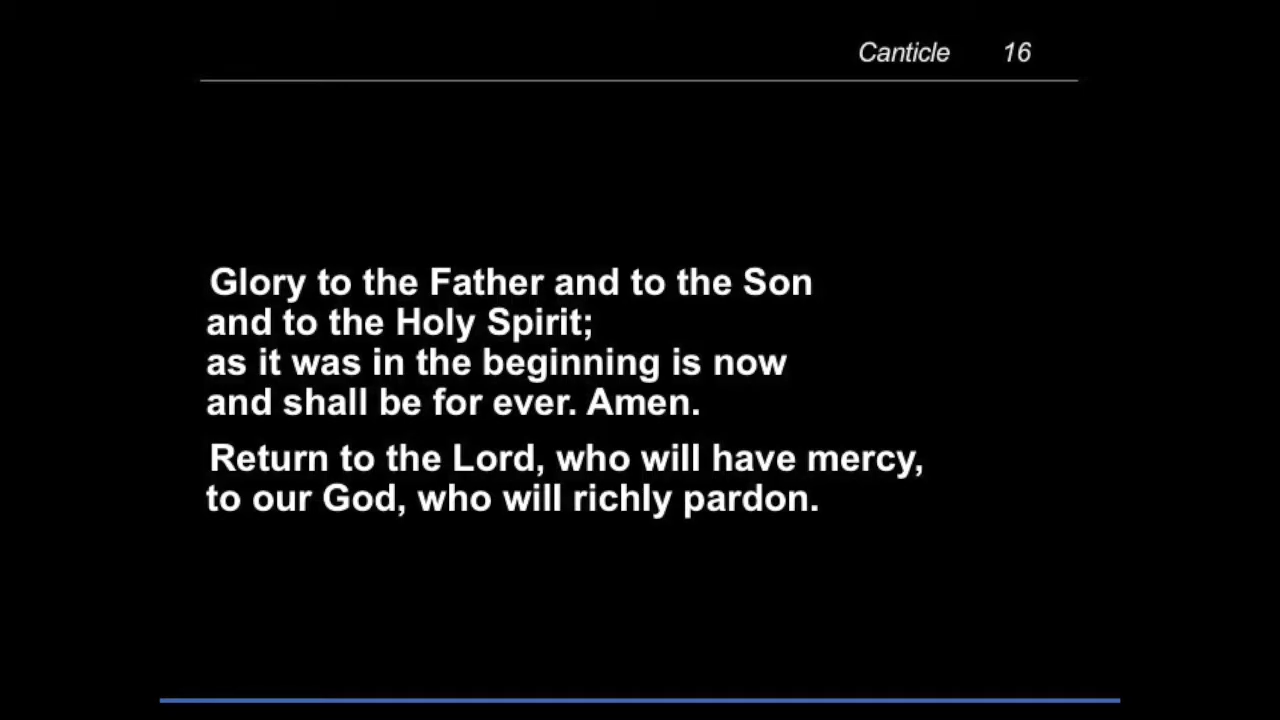 Canticle 16
Glory to the Father and to the Son
and to the Holy Spirit;
as it was in the beginning is now
and shall be for ever. Amen.
Return to the Lord, who will have mercy,
to our God, who will richly pardon.